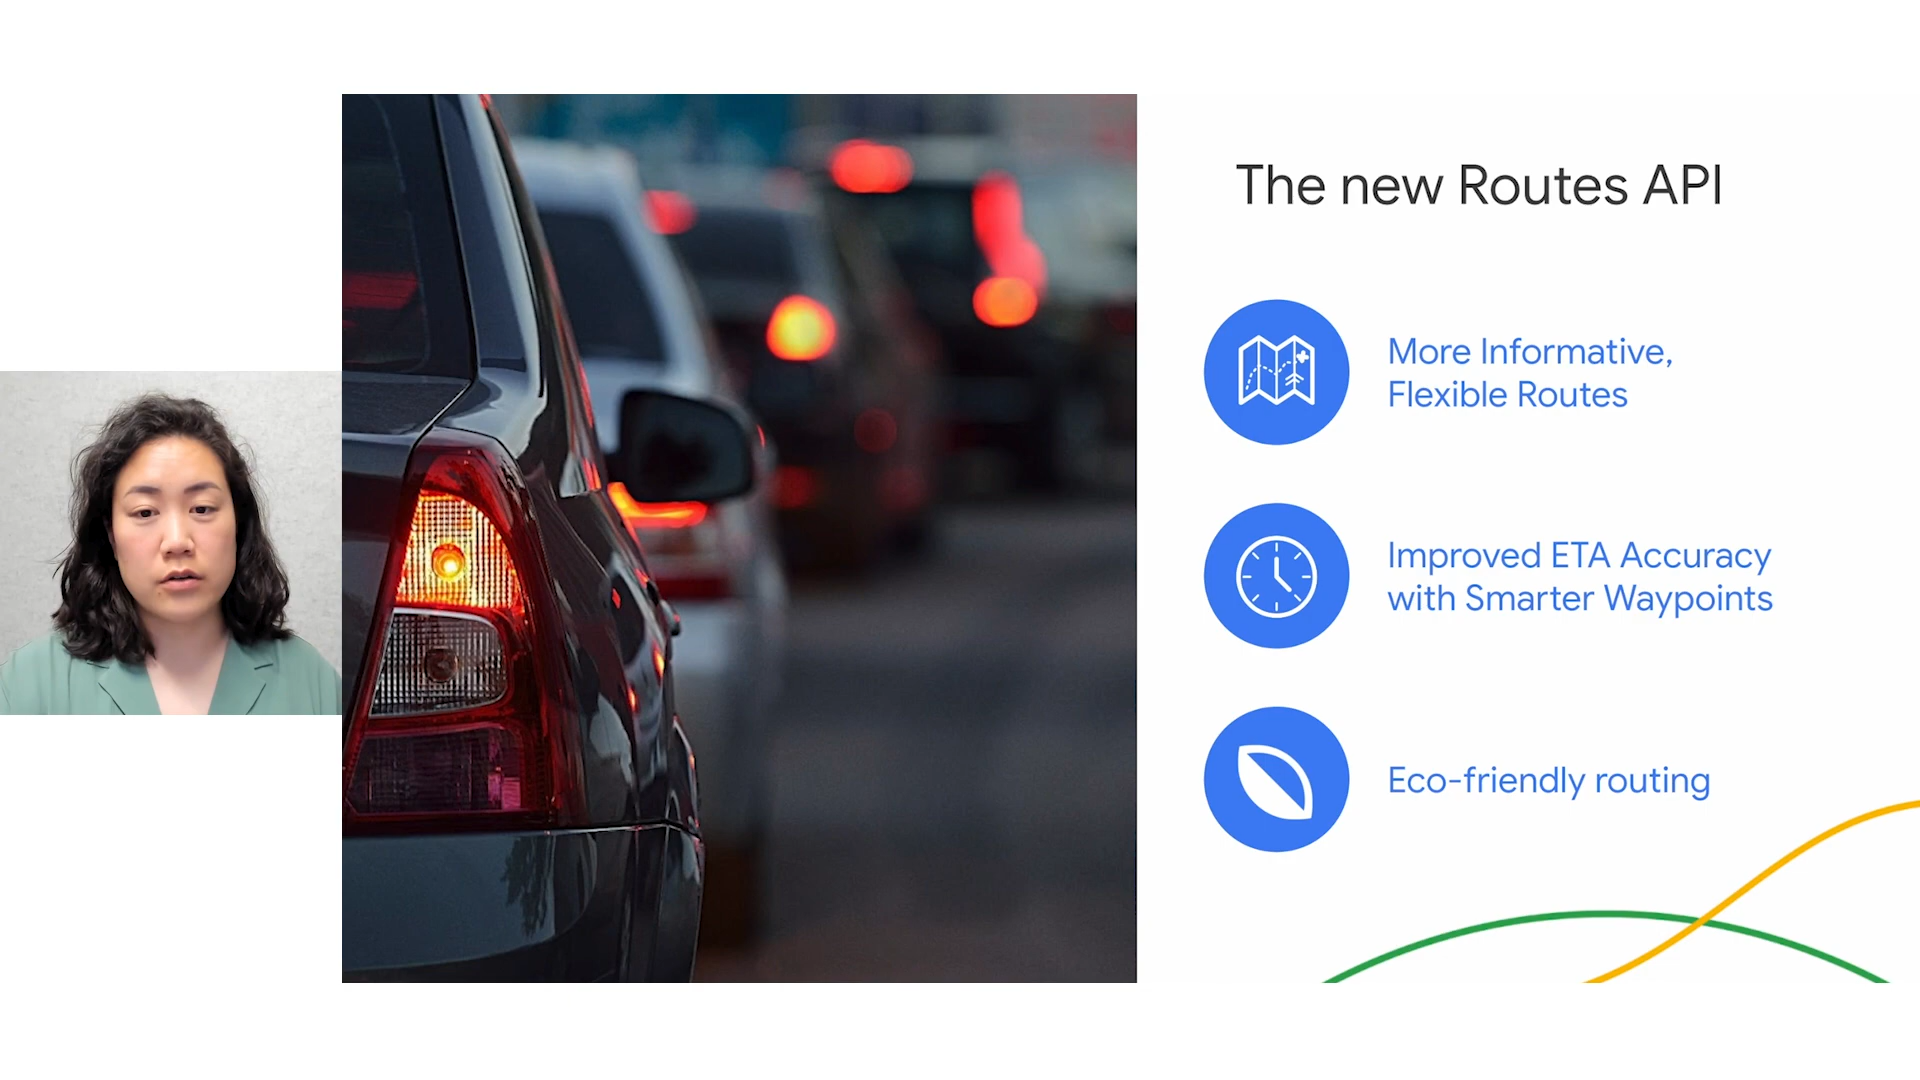 The new Routes API
More Informative,
Flexible Routes
Improved ETA Accuracy
with Smarter Waypoints
Eco-friendly routing